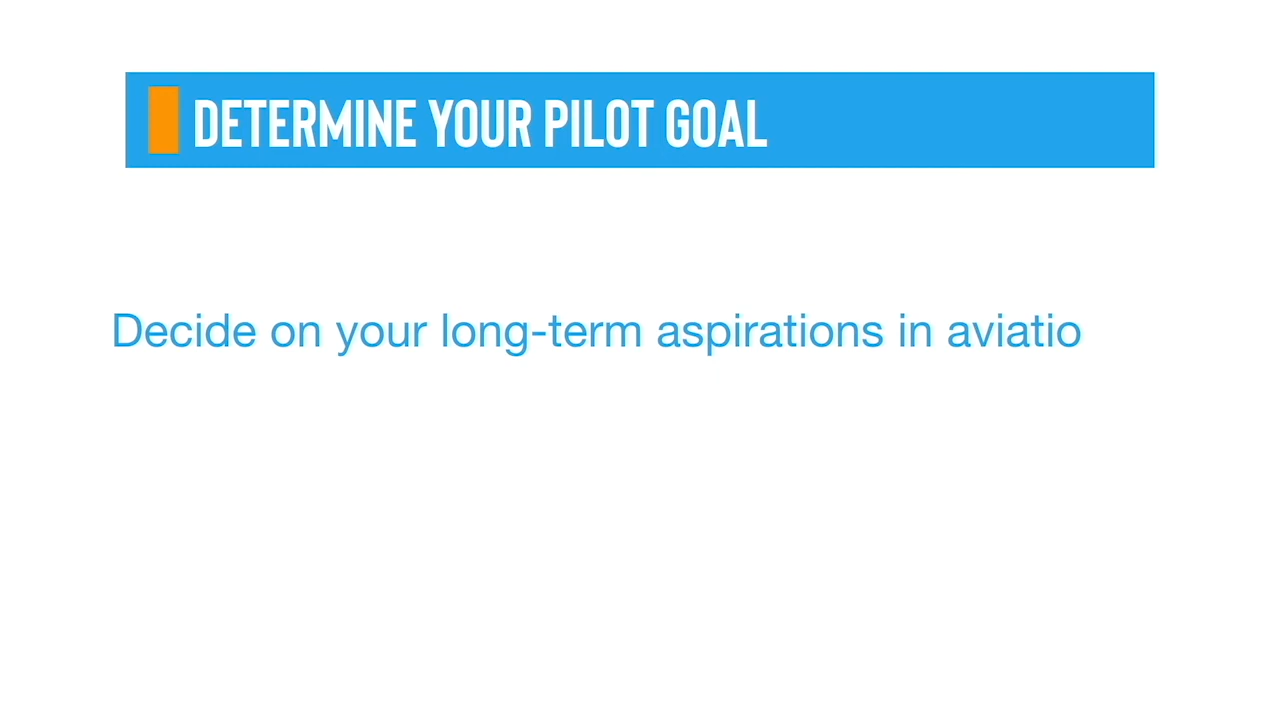 DETERMINE YOUR PILOT GOAL
Decide on your long-term aspirations in aviatio